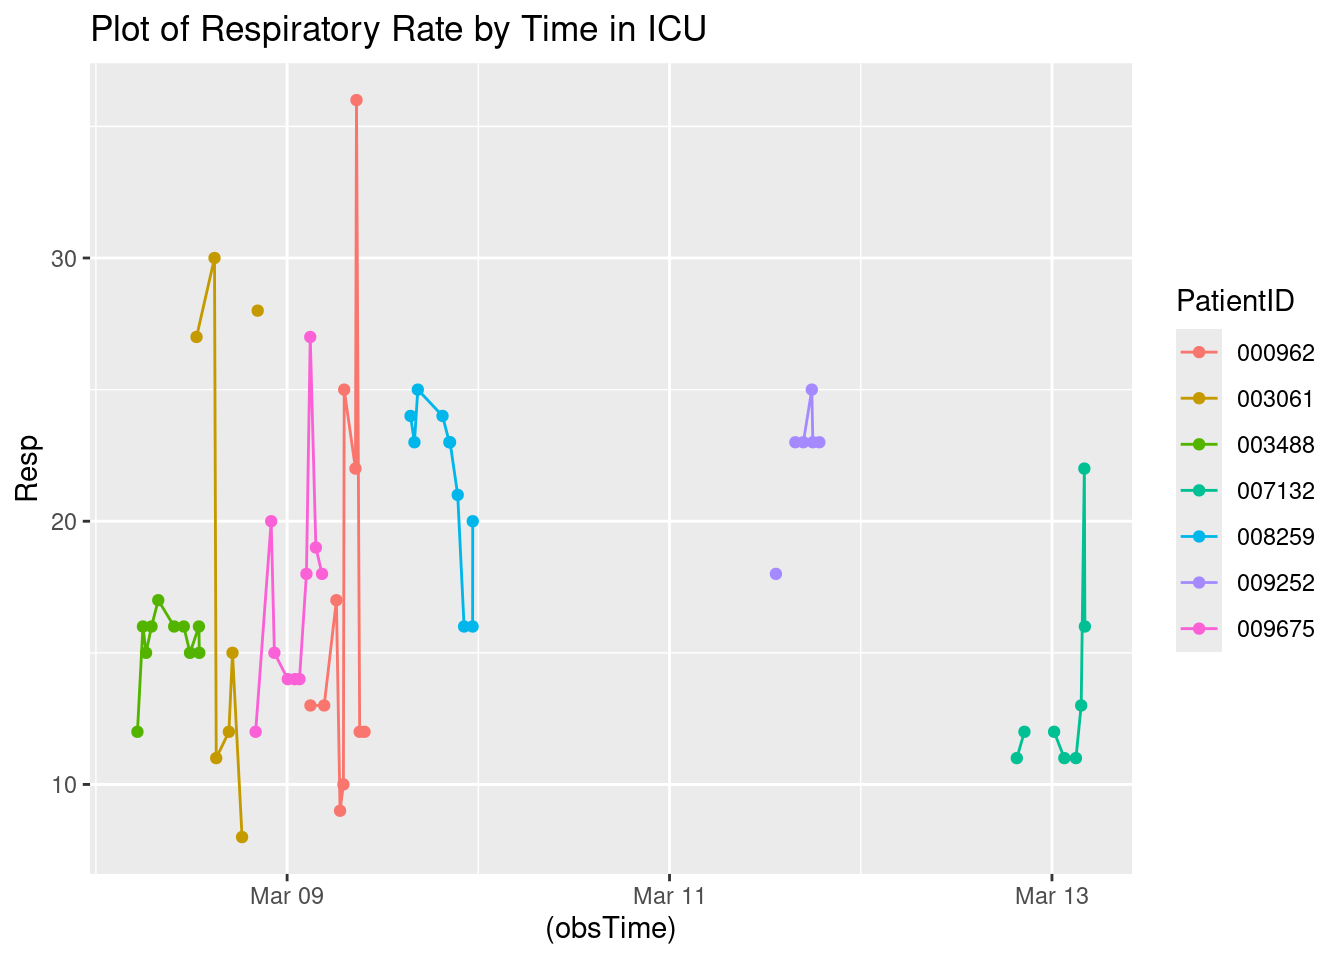 Plot of Respiratory Rate by Time in ICU
30
20
10
Resp
Mar 09
Mar 11
Mar 13
(obsTime)
PatientID
000962
003061
003488
007132
008259
009252
009675